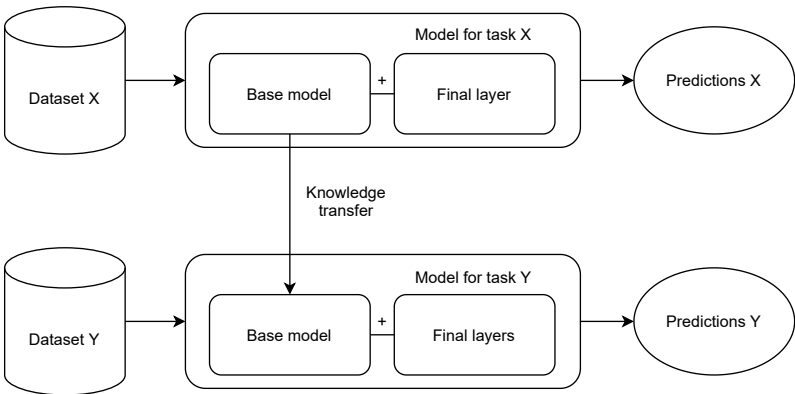 Model for task X
Dataset X
Base model
+
Final layer
Predictions X
Knowledge
transfer
Model for task Y
Dataset Y
Base model
+
Final layers
Predictions Y